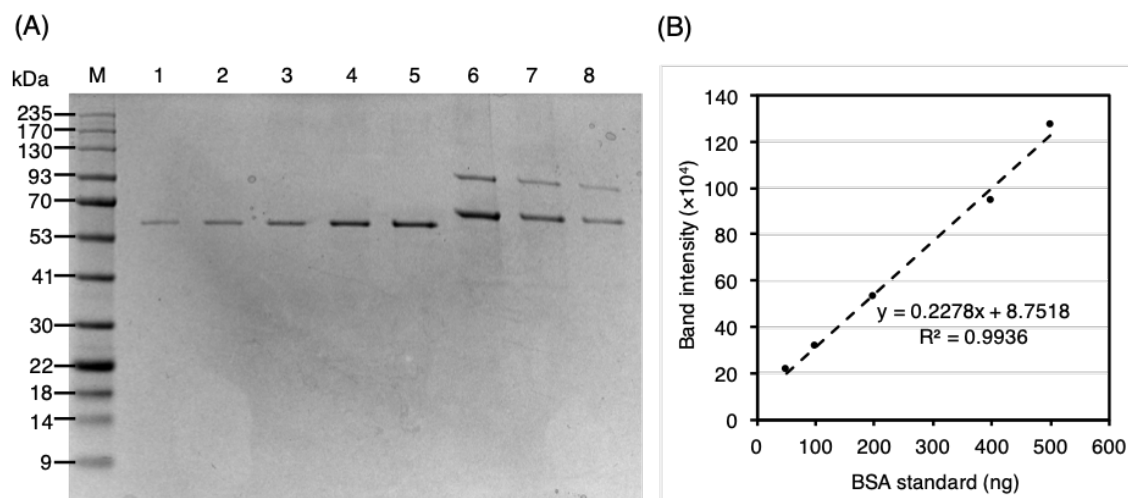 (A)
kDa M 1 2 3 4 5 6 7 8
235
170
130
93
70
53
41
30
22
18
14
9
(B)
Band intensity (×10⁴)
140
120
100
80
60
40
20
0
y = 0.2278x + 8.7518
R² = 0.9936
0 100 200 300 400 500 600
BSA standard (ng)